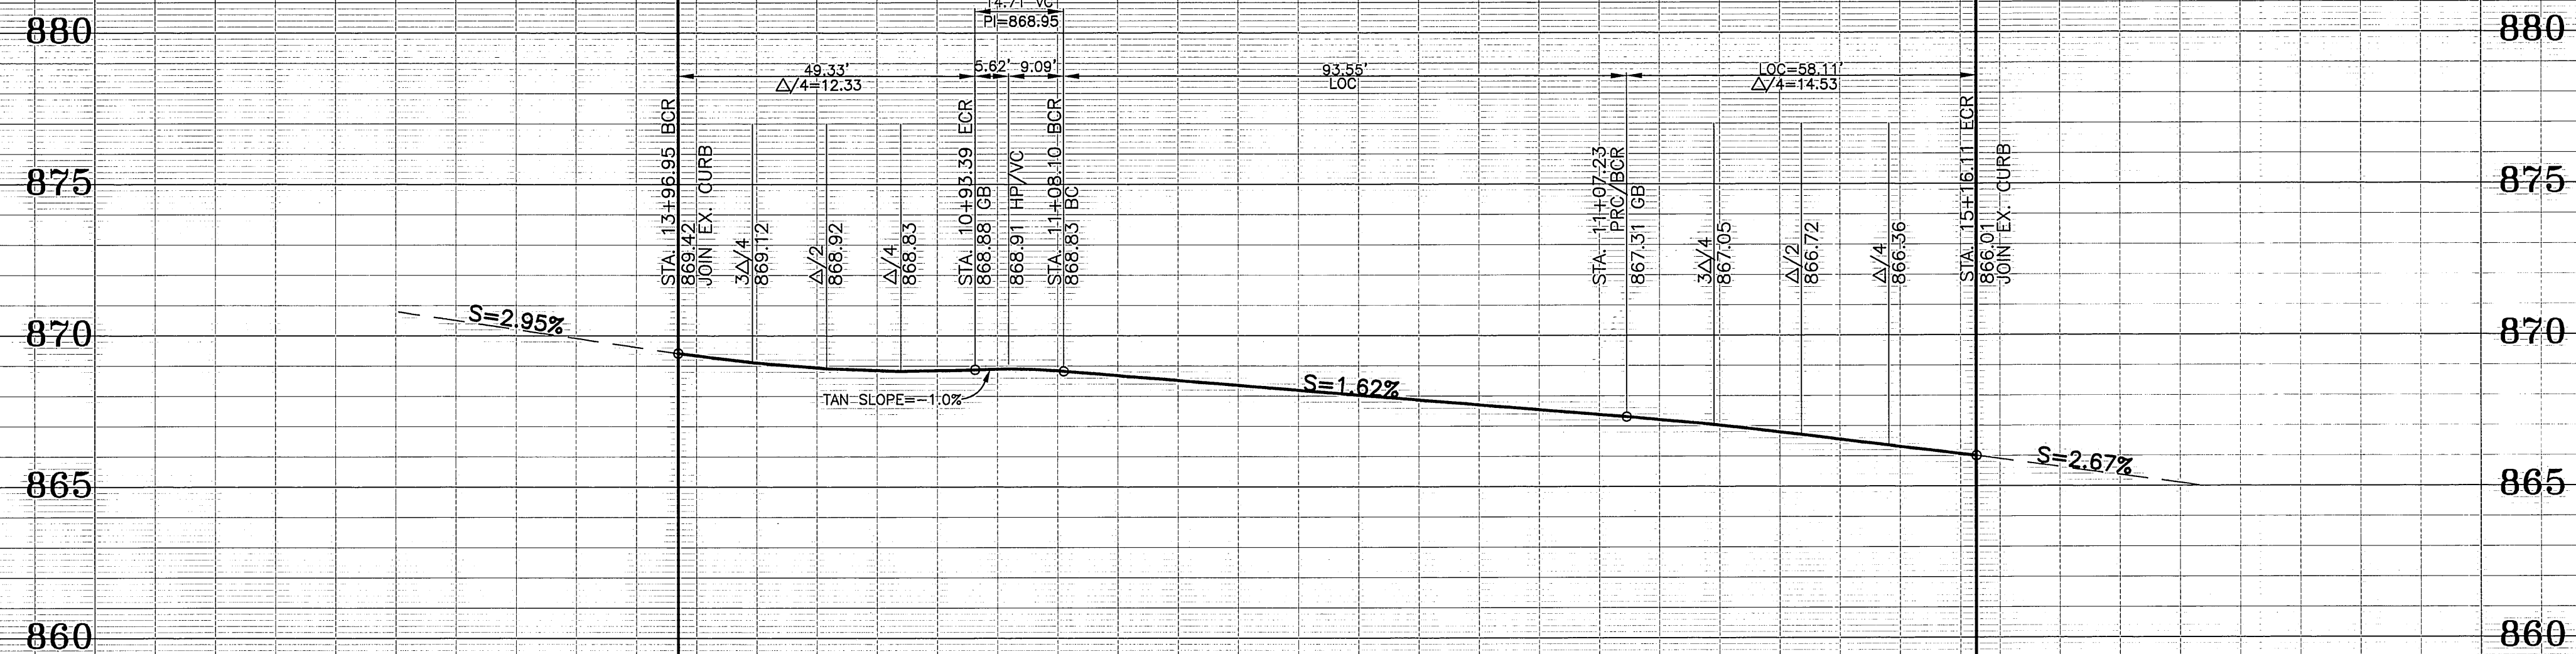 14.71' VC
PI=868.95
880
880
49.33'
△/4=12.33
5.62'
9.09'
93.55'
LOC
LOC=58.11'
△/4=14.53
STA. 13+96.95 BCR
869.42
JOIN EX. CURB
3△/4
869.12
△/2
868.92
△/4
868.83
STA. 10+93.39 ECR
868.88 GB
868.91 HP/VC
STA. 11+08.10 BCR
868.83 BC
STA. 11+07.23
PRC/BCR
867.31 GB
3△/4
867.05
△/2
866.72
△/4
866.36
STA. 15+16.11 ECR
866.01
JOIN EX. CURB
875
875
S=2.95%
870
870
TAN SLOPE=-1.0%
S=1.62%
S=2.67%
865
865
860
860